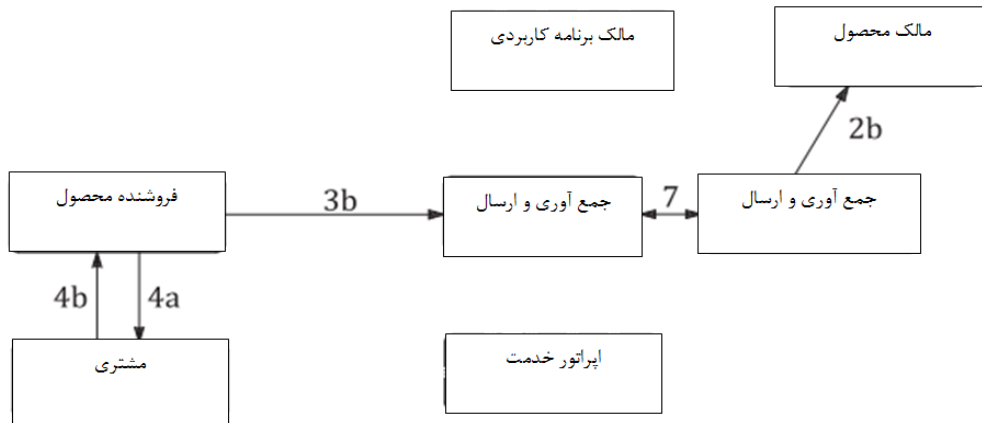 مالک برنامه کاربردی
مالک محصول
2b
فروشنده محصول
3b
جمع آوری و ارسال
7
جمع آوری و ارسال
4b
4a
مشتری
اپراتور خدمت